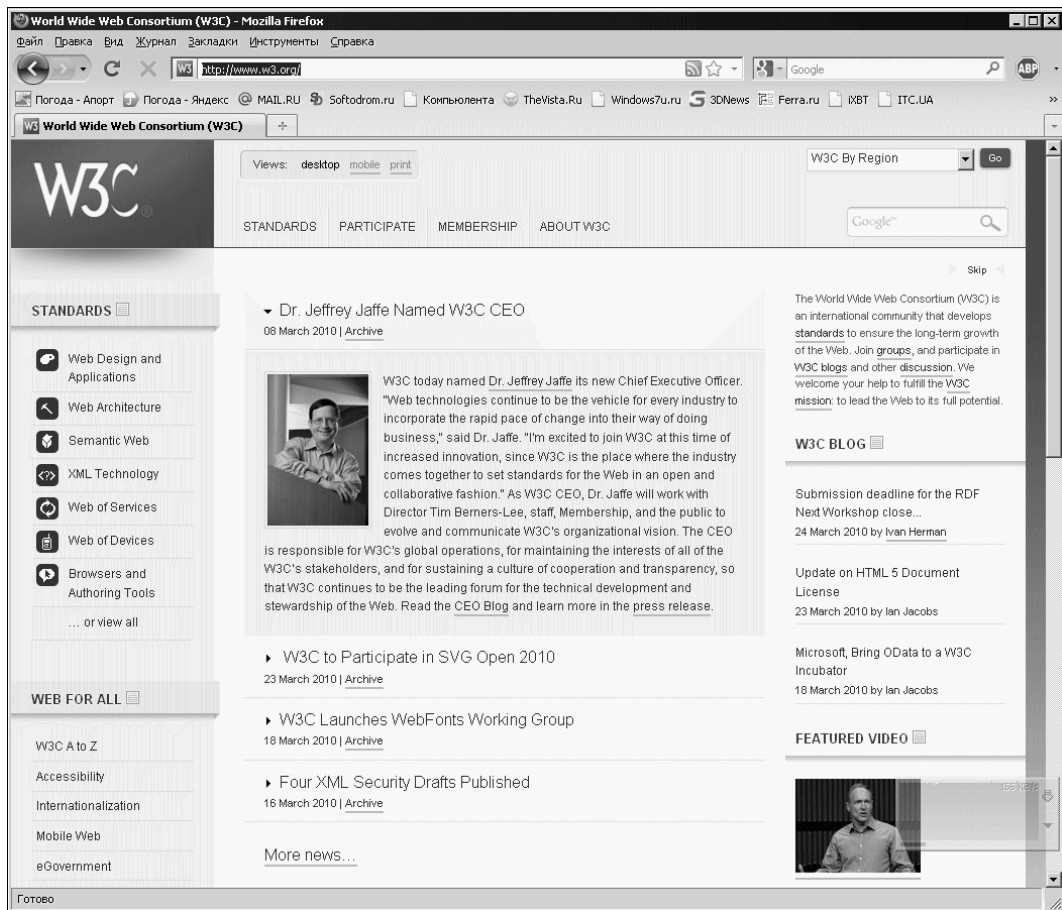 World Wide Web Consortium (W3C) - Mozilla Firefox
Файл Правка Вид Журнал Закладки Инструменты Справка
W3 http://www.w3.org/ Google ABP
Погода - Апорт Погода - Яндекс MAIL.RU Softodrom.ru Компьюлента TheVista.Ru Windows7u.ru 3DNews Ferra.ru iXBT ITC.UA »
W3 World Wide Web Consortium (W3C)
W3C®
Views: desktop mobile print
W3C By Region Go
STANDARDS PARTICIPATE MEMBERSHIP ABOUT W3C
Google™
Skip
STANDARDS
Web Design and
Applications
Web Architecture
Semantic Web
<?> XML Technology
Web of Services
Web of Devices
Browsers and
Authoring Tools
... or view all
WEB FOR ALL
W3C A to Z
Accessibility
Internationalization
Mobile Web
eGovernment
Dr. Jeffrey Jaffe Named W3C CEO
08 March 2010 | Archive
W3C today named Dr. Jeffrey Jaffe its new Chief Executive Officer.
"Web technologies continue to be the vehicle for every industry to
incorporate the rapid pace of change into their way of doing
business," said Dr. Jaffe. "I'm excited to join W3C at this time of
increased innovation, since W3C is the place where the industry
comes together to set standards for the Web in an open and
collaborative fashion." As W3C CEO, Dr. Jaffe will work with
Director Tim Berners-Lee, staff, Membership, and the public to
evolve and communicate W3C's organizational vision. The CEO
is responsible for W3C's global operations, for maintaining the interests of all of the
W3C's stakeholders, and for sustaining a culture of cooperation and transparency, so
that W3C continues to be the leading forum for the technical development and
stewardship of the Web. Read the CEO Blog and learn more in the press release.
W3C to Participate in SVG Open 2010
23 March 2010 | Archive
W3C Launches WebFonts Working Group
18 March 2010 | Archive
Four XML Security Drafts Published
16 March 2010 | Archive
More news...
The World Wide Web Consortium (W3C) is
an international community that develops
standards to ensure the long-term growth
of the Web. Join groups, and participate in
W3C blogs and other discussion. We
welcome your help to fulfill the W3C
mission: to lead the Web to its full potential.
W3C BLOG
Submission deadline for the RDF
Next Workshop close...
24 March 2010 by Ivan Herman
Update on HTML 5 Document
License
23 March 2010 by Ian Jacobs
Microsoft, Bring OData to a W3C
Incubator
18 March 2010 by Ian Jacobs
FEATURED VIDEO
Готово